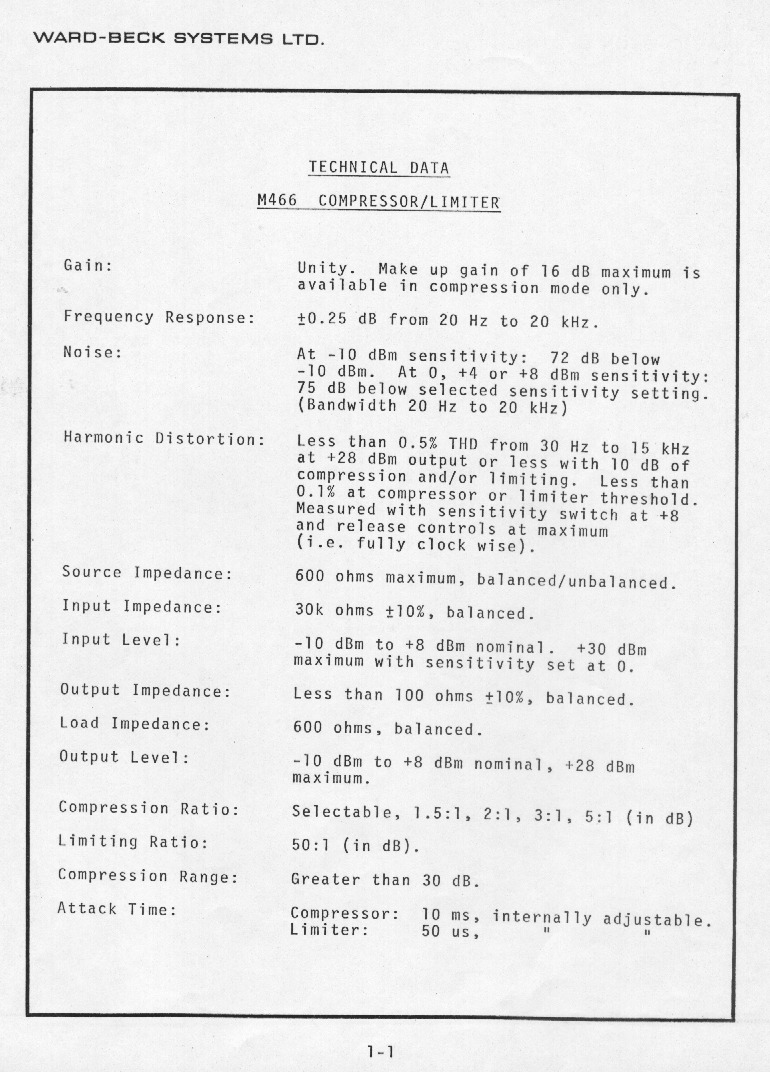 WARD-BECK SYSTEMS LTD.
TECHNICAL DATA
M466 COMPRESSOR/LIMITER
Gain: Unity. Make up gain of 16 dB maximum is
available in compression mode only.
Frequency Response: ±0.25 dB from 20 Hz to 20 kHz.
Noise: At -10 dBm sensitivity: 72 dB below
-10 dBm. At 0, +4 or +8 dBm sensitivity:
75 dB below selected sensitivity setting.
(Bandwidth 20 Hz to 20 kHz)
Harmonic Distortion: Less than 0.5% THD from 30 Hz to 15 kHz
at +28 dBm output or less with 10 dB of
compression and/or limiting. Less than
0.1% at compressor or limiter threshold.
Measured with sensitivity switch at +8
and release controls at maximum
(i.e. fully clock wise).
Source Impedance: 600 ohms maximum, balanced/unbalanced.
Input Impedance: 30k ohms ±10%, balanced.
Input Level: -10 dBm to +8 dBm nominal. +30 dBm
maximum with sensitivity set at 0.
Output Impedance: Less than 100 ohms ±10%, balanced.
Load Impedance: 600 ohms, balanced.
Output Level: -10 dBm to +8 dBm nominal, +28 dBm
maximum.
Compression Ratio: Selectable, 1.5:1, 2:1, 3:1, 5:1 (in dB)
Limiting Ratio: 50:1 (in dB).
Compression Range: Greater than 30 dB.
Attack Time: Compressor: 10 ms, internally adjustable.
Limiter: 50 us, " "
1-1